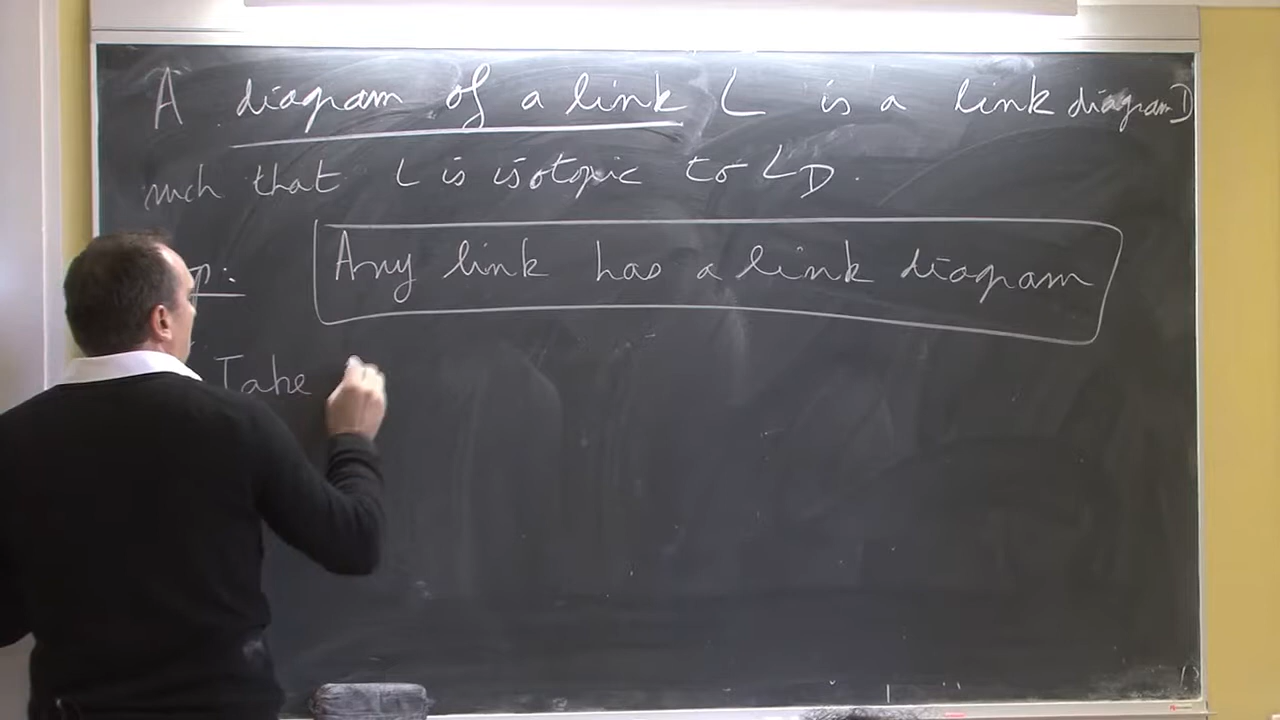 A diagram of a link L is a link diagram D
such that L is isotopic to L_D.
p: Any link has a link diagram
Take